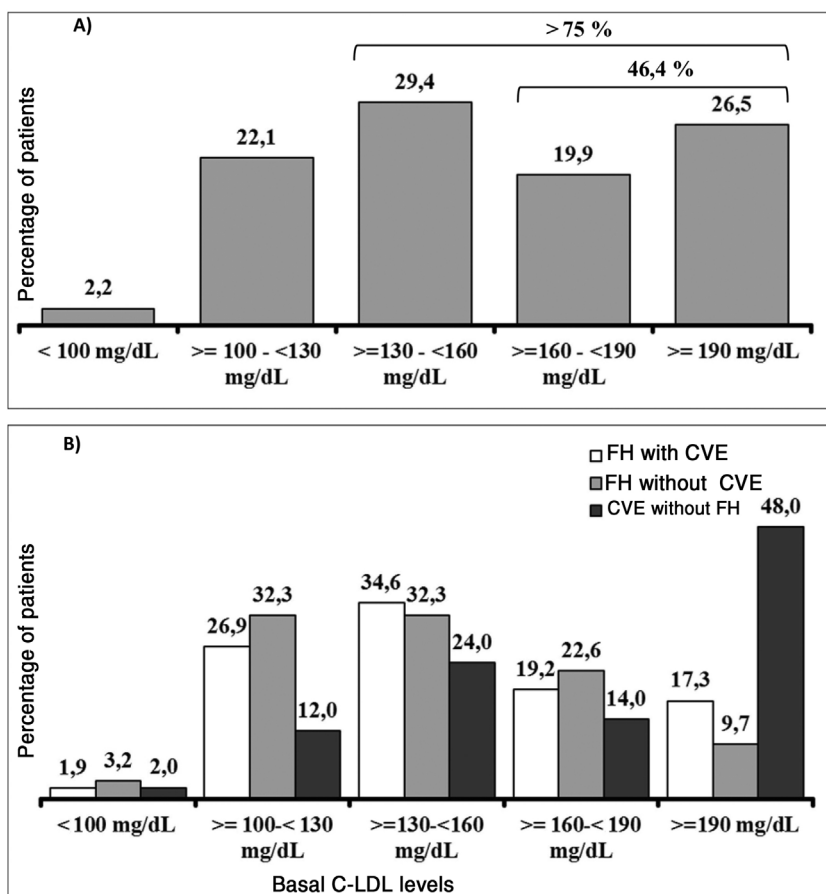 A)
> 75 %
46,4 %
29,4
26,5
22,1
19,9
2,2
Percentage of patients
< 100 mg/dL
>= 100 - <130
mg/dL
>=130 - <160
mg/dL
>=160 - <190
mg/dL
>= 190 mg/dL
B)
FH with CVE
FH without CVE
CVE without FH
48,0
34,6
32,3
32,3
26,9
24,0
22,6
19,2
17,3
14,0
12,0
9,7
1,9
3,2
2,0
Percentage of patients
<100 mg/dL
>= 100-< 130
mg/dL
>=130-<160
mg/dL
>= 160-< 190
mg/dL
>=190 mg/dL
Basal C-LDL levels